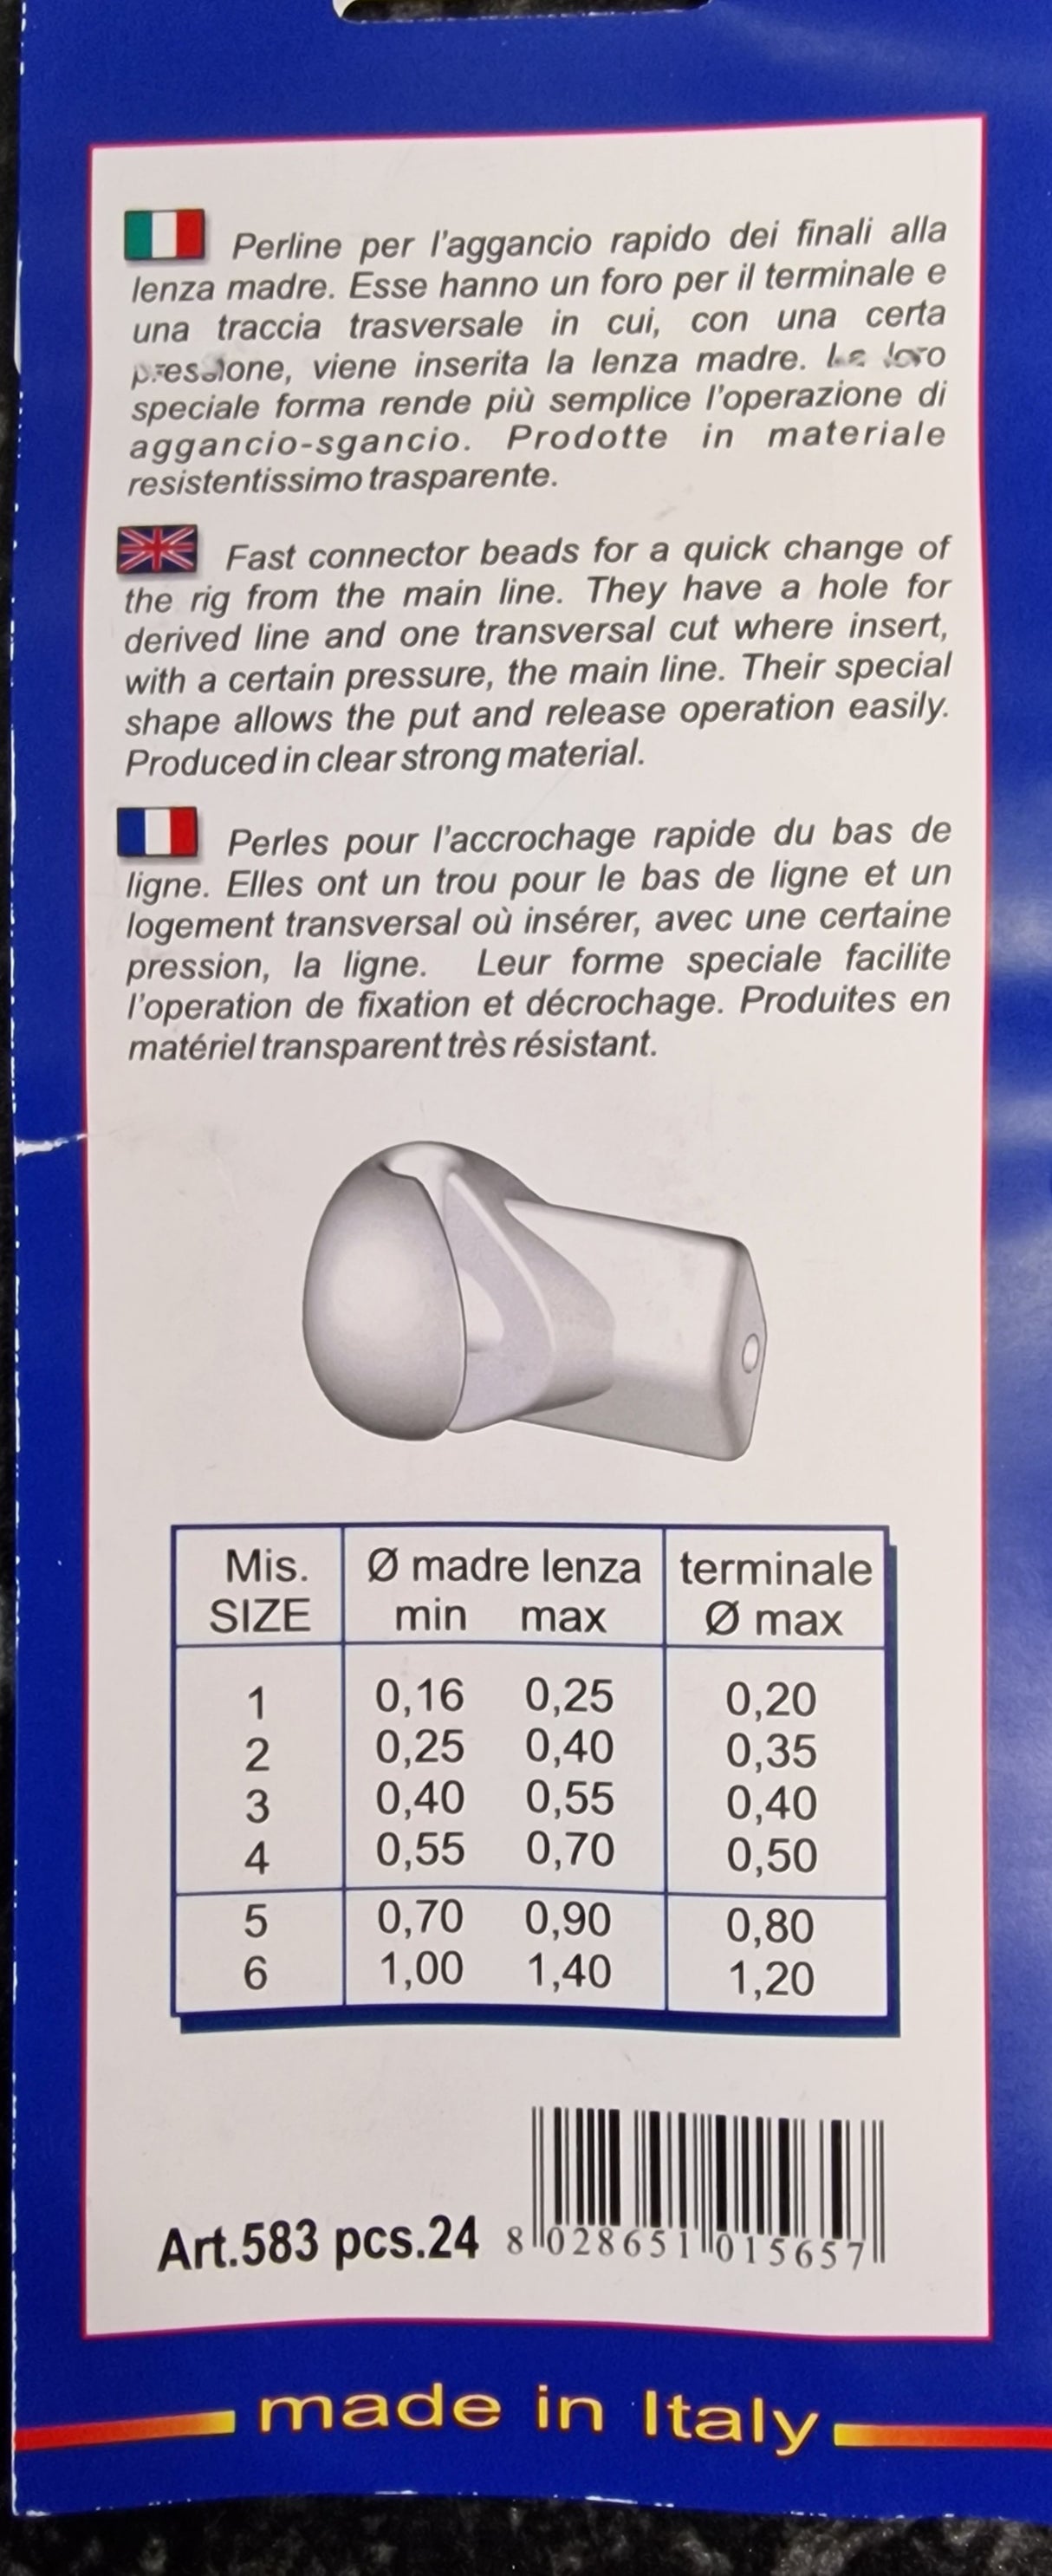 Perline per l'aggancio rapido dei finali alla
lenza madre. Esse hanno un foro per il terminale e
una traccia trasversale in cui, con una certa
pressione, viene inserita la lenza madre. La loro
speciale forma rende più semplice l'operazione di
aggancio-sgancio. Prodotte in materiale
resistentissimo trasparente.
Fast connector beads for a quick change of
the rig from the main line. They have a hole for
derived line and one transversal cut where insert,
with a certain pressure, the main line. Their special
shape allows the put and release operation easily.
Produced in clear strong material.
Perles pour l'accrochage rapide du bas de
ligne. Elles ont un trou pour le bas de ligne et un
logement transversal où insérer, avec une certaine
pression, la ligne. Leur forme speciale facilite
l'operation de fixation et décrochage. Produites en
matériel transparent très résistant.
Mis. Ø madre lenza terminale
SIZE min max Ø max
1 0,16 0,25 0,20
2 0,25 0,40 0,35
3 0,40 0,55 0,40
4 0,55 0,70 0,50
5 0,70 0,90 0,80
6 1,00 1,40 1,20
Art.583 pcs.24 8 028651 015657
made in Italy